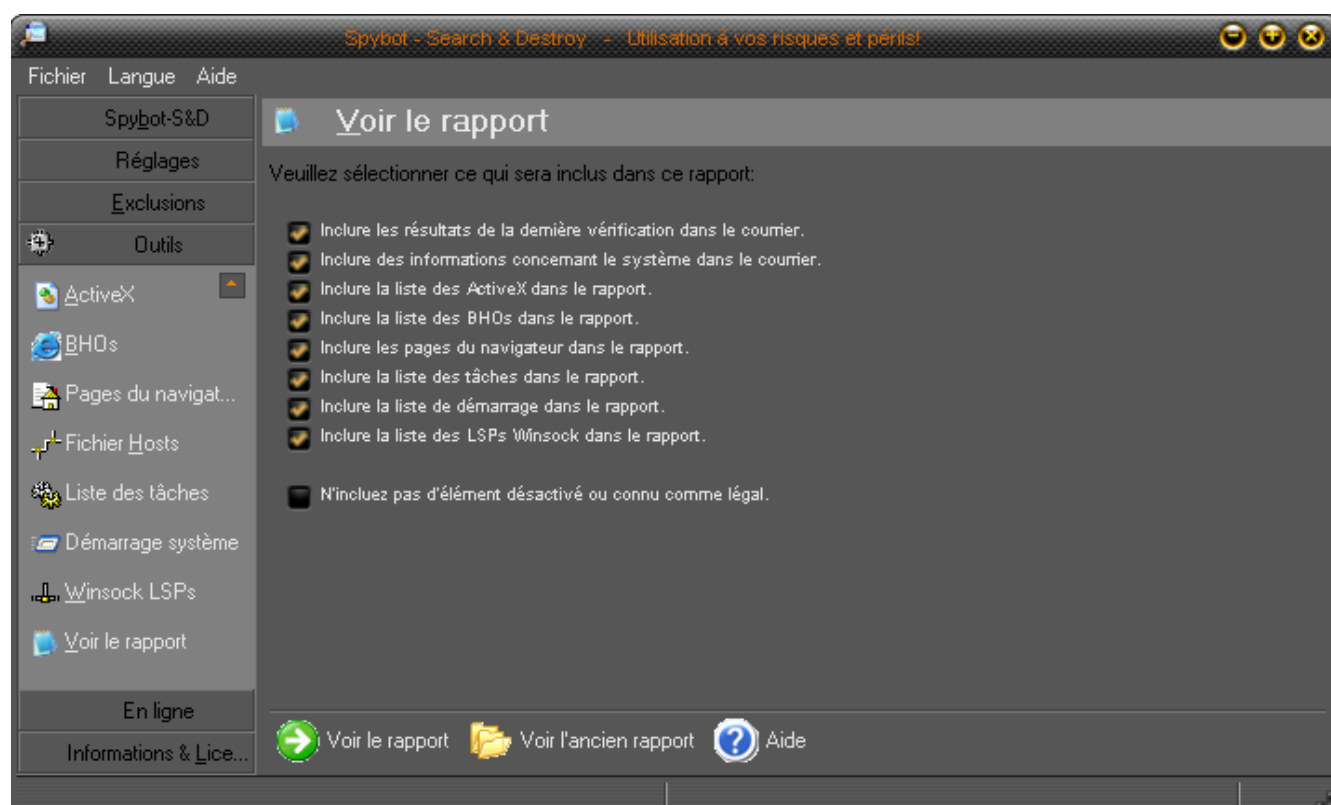 Spybot - Search & Destroy - Utilisation à vos risques et périls!
Fichier Langue Aide
Spybot-S&D
Réglages
Exclusions
Outils
ActiveX
BHOs
Pages du navigat...
Fichier Hosts
Liste des tâches
Démarrage système
Winsock LSPs
Voir le rapport
En ligne
Informations & Lice...
Voir le rapport
Veuillez sélectionner ce qui sera inclus dans ce rapport:
Inclure les résultats de la dernière vérification dans le courrier.
Inclure des informations concernant le système dans le courrier.
Inclure la liste des ActiveX dans le rapport.
Inclure la liste des BHOs dans le rapport.
Inclure les pages du navigateur dans le rapport.
Inclure la liste des tâches dans le rapport.
Inclure la liste de démarrage dans le rapport.
Inclure la liste des LSPs Winsock dans le rapport.
N'incluez pas d'élément désactivé ou connu comme légal.
Voir le rapport Voir l'ancien rapport Aide